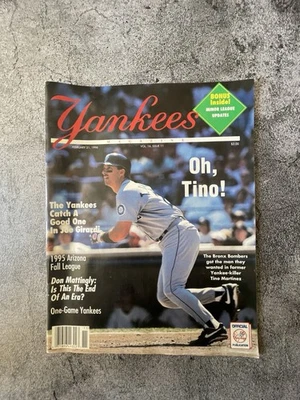 BONUS
Inside!
MINOR LEAGUE
UPDATES
Yankees
MAGAZINE
Oh,
Tino!
The Yankees
Catch A
Good One
In Joe Girardi
1995 Arizona
Fall League
Don Mattingly:
Is This The End
Of An Era?
One-Game Yankees
The Bronx Bombers
got the man they
wanted in former
Yankee-killer
Tino Martinez
OFFICIAL